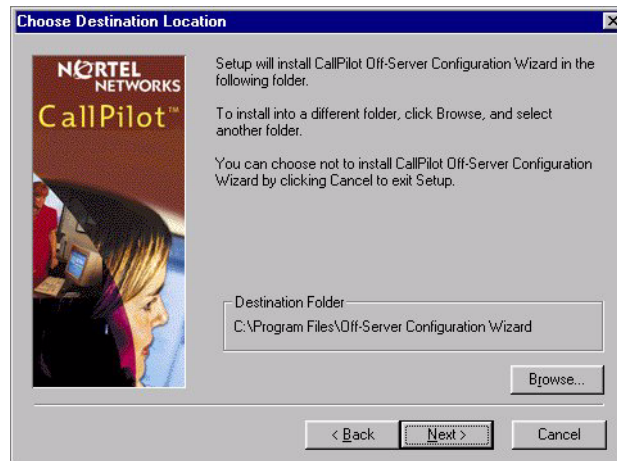 Choose Destination Location
NORTEL
NETWORKS
CallPilot™
Setup will install CallPilot Off-Server Configuration Wizard in the
following folder.
To install into a different folder, click Browse, and select
another folder.
You can choose not to install CallPilot Off-Server Configuration
Wizard by clicking Cancel to exit Setup.
Destination Folder
C:\Program Files\Off-Server Configuration Wizard
Browse...
< Back
Next >
Cancel